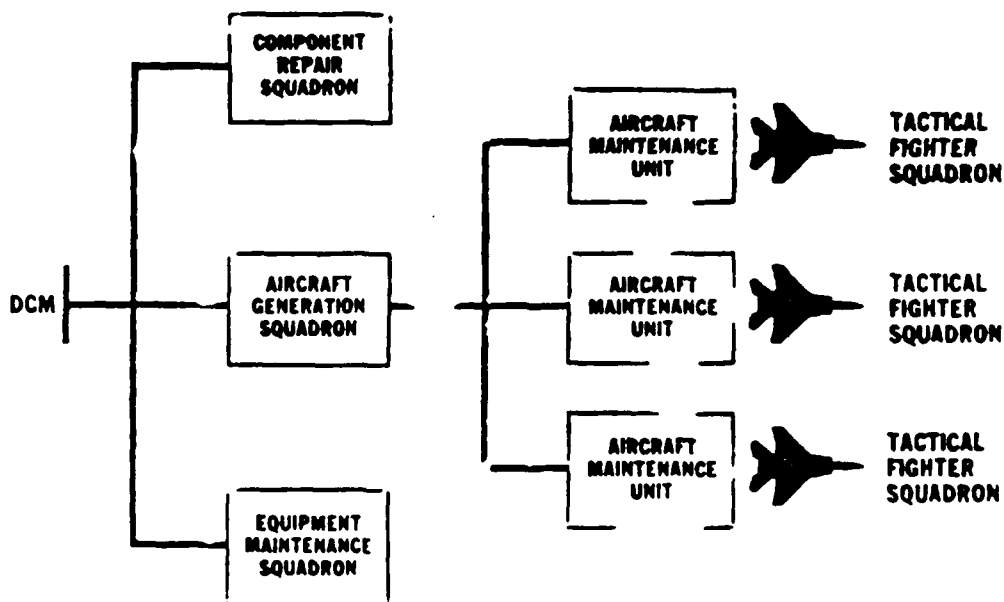 COMPONENT
REPAIR
SQUADRON
AIRCRAFT
MAINTENANCE
UNIT
TACTICAL
FIGHTER
SQUADRON
DCM
AIRCRAFT
GENERATION
SQUADRON
AIRCRAFT
MAINTENANCE
UNIT
TACTICAL
FIGHTER
SQUADRON
AIRCRAFT
MAINTENANCE
UNIT
TACTICAL
FIGHTER
SQUADRON
EQUIPMENT
MAINTENANCE
SQUADRON